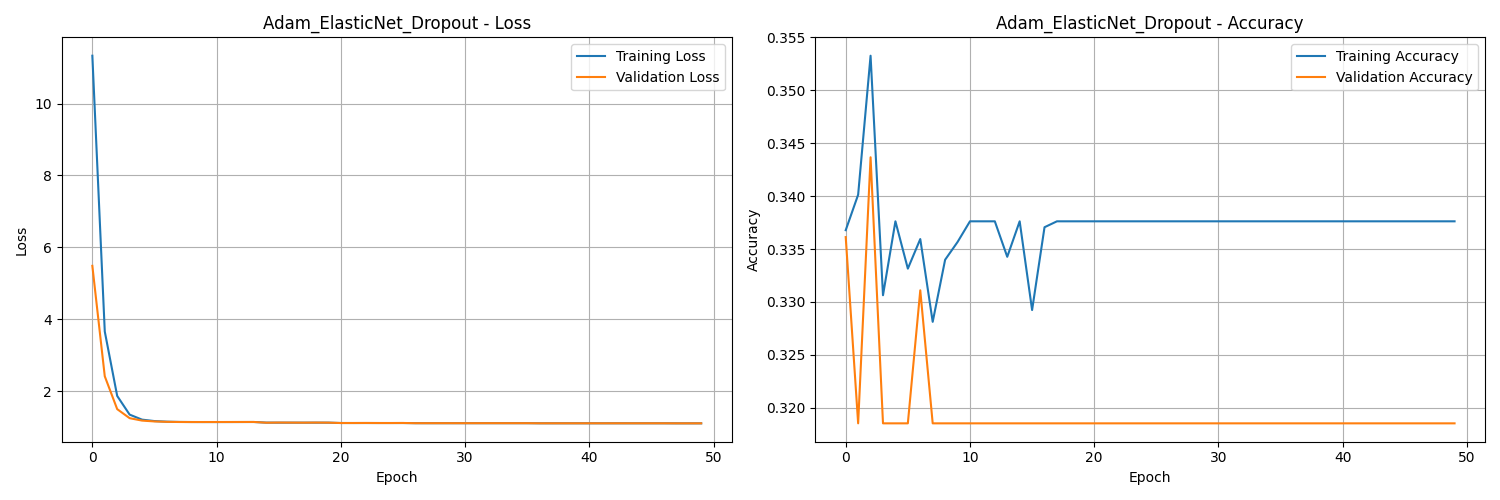 Adam_ElasticNet_Dropout - Loss
Training Loss
Validation Loss
10
8
6
4
2
0 10 20 30 40 50
Loss
Epoch
Adam_ElasticNet_Dropout - Accuracy
Training Accuracy
Validation Accuracy
0.355
0.350
0.345
0.340
0.335
0.330
0.325
0.320
0 10 20 30 40 50
Accuracy
Epoch